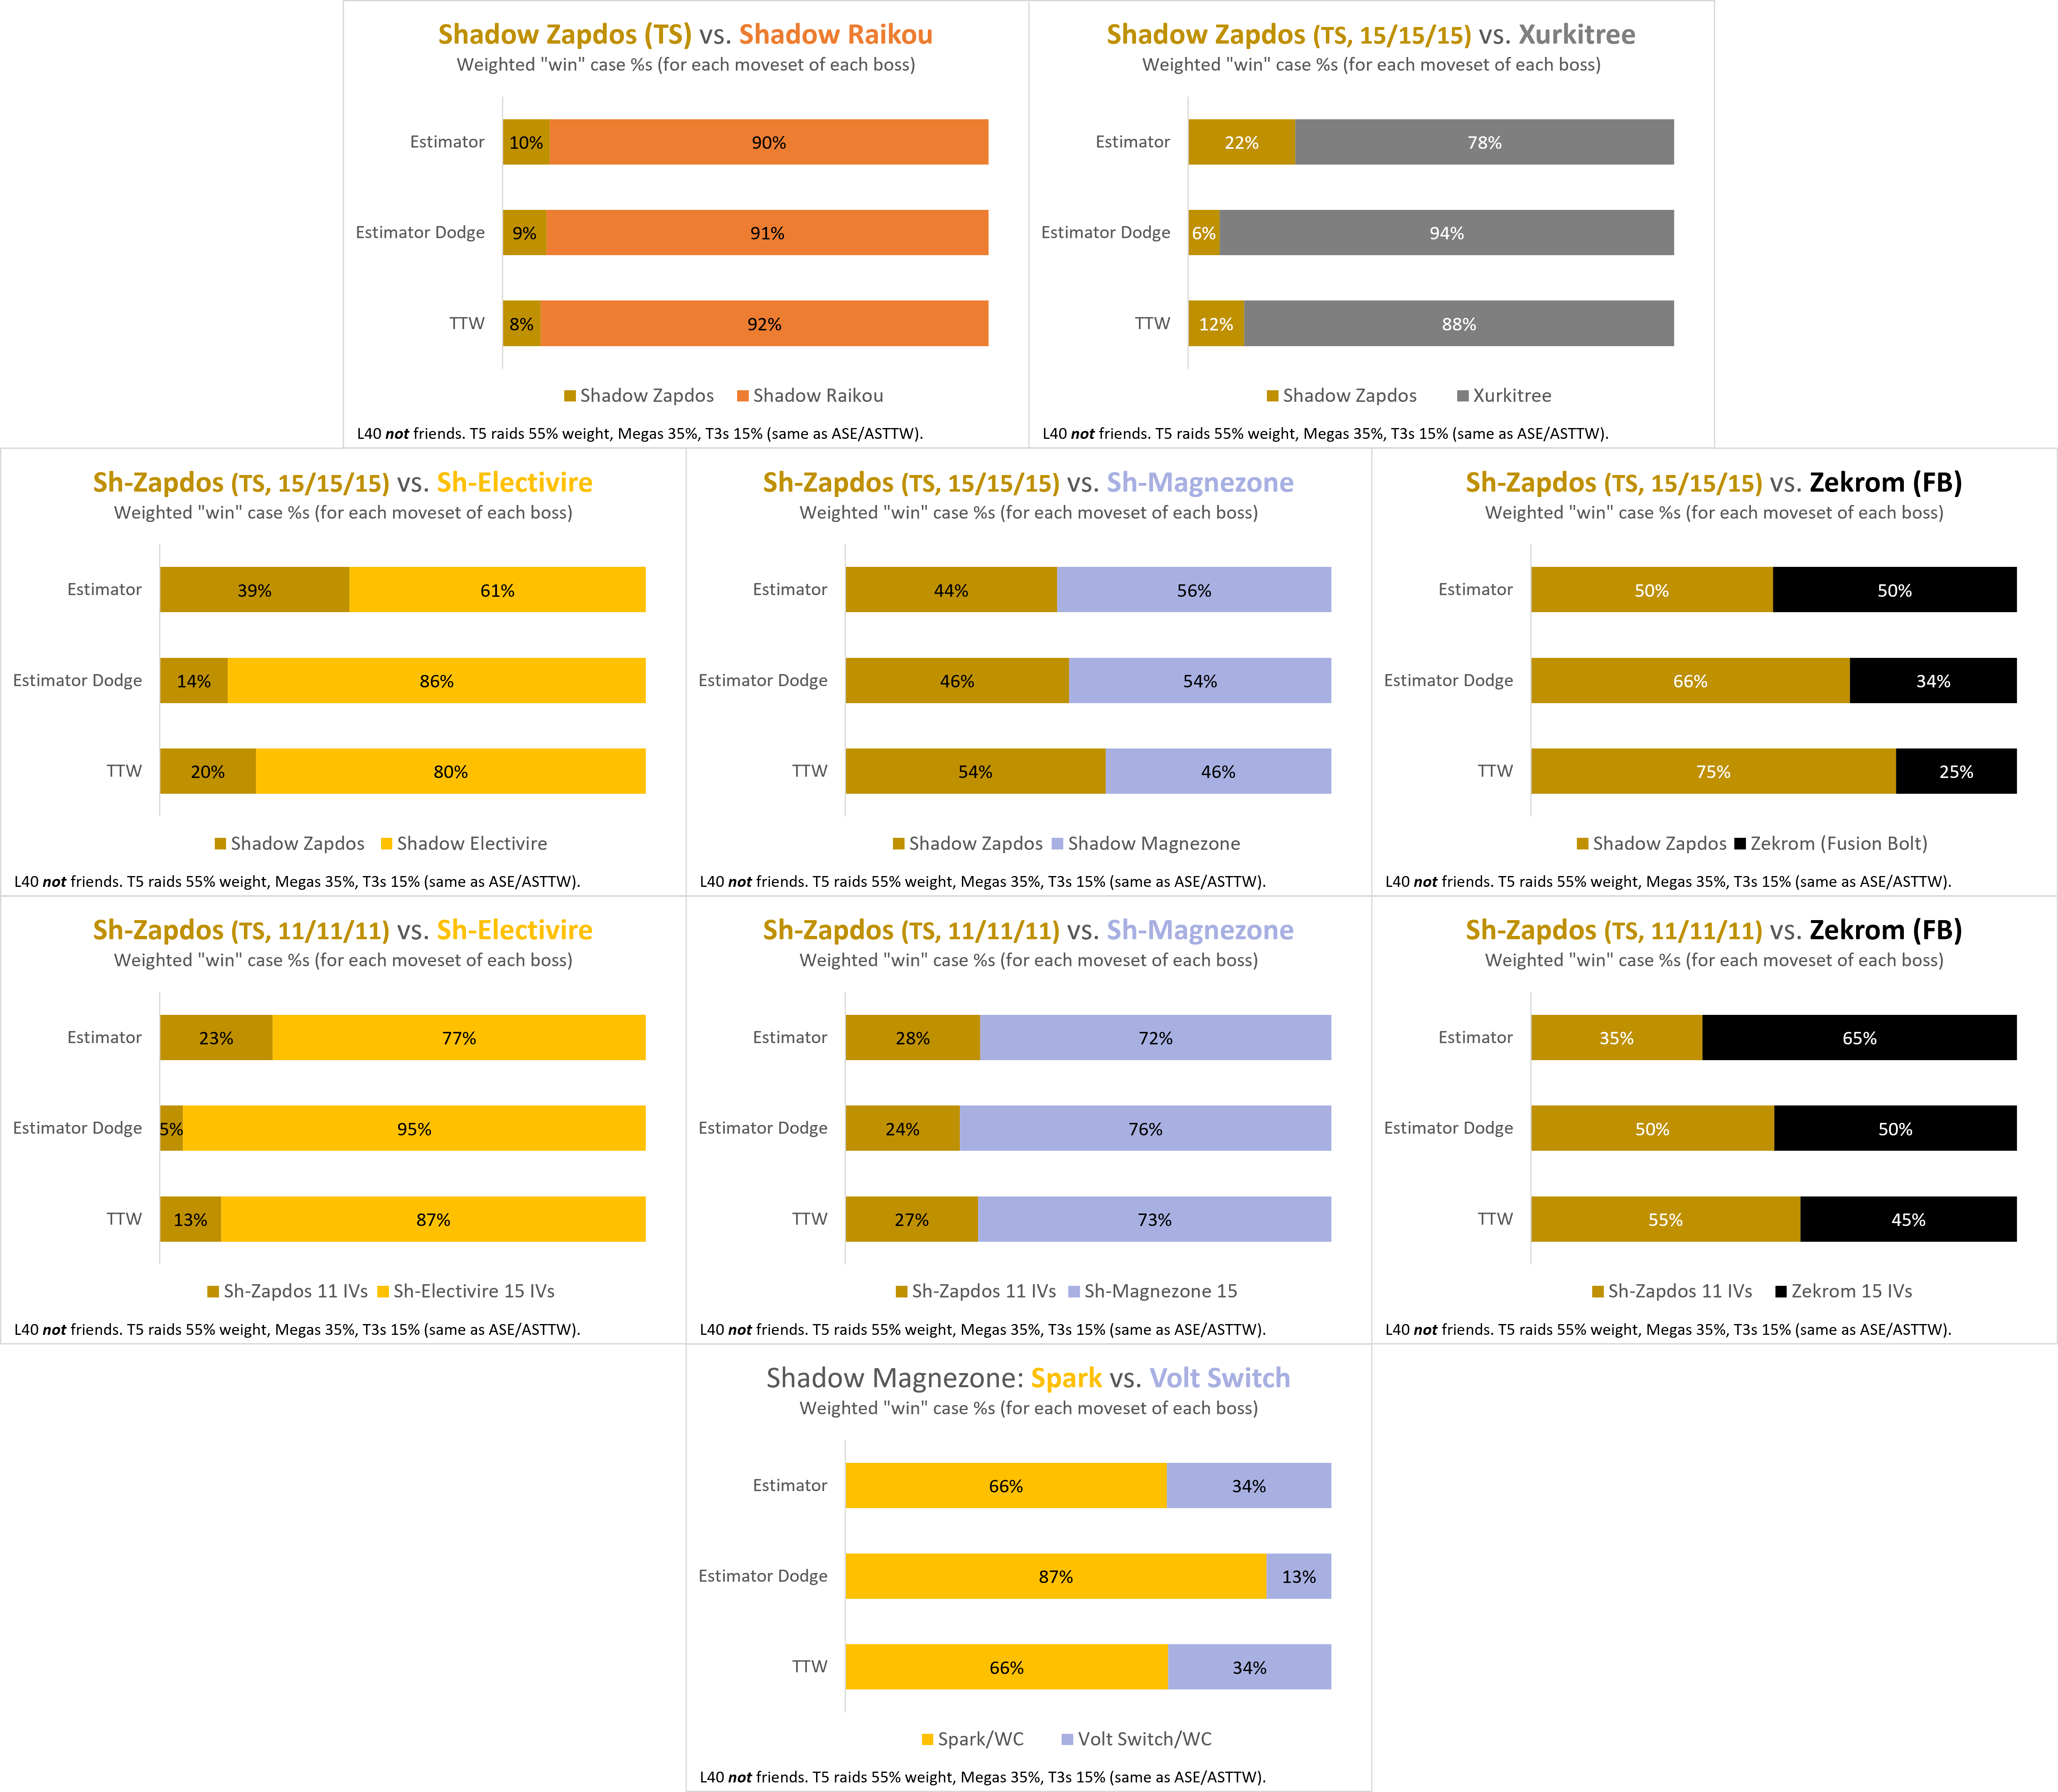 Shadow Zapdos (TS) vs. Shadow Raikou
Weighted "win" case %s (for each moveset of each boss)
Estimator
10%
90%
Estimator Dodge
9%
91%
TTW
8%
92%
Shadow Zapdos
Shadow Raikou
L40 not friends. T5 raids 55% weight, Megas 35%, T3s 15% (same as ASE/ASTTW).
Shadow Zapdos (TS, 15/15/15) vs. Xurkitree
Weighted "win" case %s (for each moveset of each boss)
Estimator
22%
78%
Estimator Dodge
6%
94%
TTW
12%
88%
Shadow Zapdos
Xurkitree
L40 not friends. T5 raids 55% weight, Megas 35%, T3s 15% (same as ASE/ASTTW).
Sh-Zapdos (TS, 15/15/15) vs. Sh-Electivire
Weighted "win" case %s (for each moveset of each boss)
Estimator
39%
61%
Estimator Dodge
14%
86%
TTW
20%
80%
Shadow Zapdos
Shadow Electivire
L40 not friends. T5 raids 55% weight, Megas 35%, T3s 15% (same as ASE/ASTTW).
Sh-Zapdos (TS, 15/15/15) vs. Sh-Magnezone
Weighted "win" case %s (for each moveset of each boss)
Estimator
44%
56%
Estimator Dodge
46%
54%
TTW
54%
46%
Shadow Zapdos
Shadow Magnezone
L40 not friends. T5 raids 55% weight, Megas 35%, T3s 15% (same as ASE/ASTTW).
Sh-Zapdos (TS, 15/15/15) vs. Zekrom (FB)
Weighted "win" case %s (for each moveset of each boss)
Estimator
50%
50%
Estimator Dodge
66%
34%
TTW
75%
25%
Shadow Zapdos
Zekrom (Fusion Bolt)
L40 not friends. T5 raids 55% weight, Megas 35%, T3s 15% (same as ASE/ASTTW).
Sh-Zapdos (TS, 11/11/11) vs. Sh-Electivire
Weighted "win" case %s (for each moveset of each boss)
Estimator
23%
77%
Estimator Dodge
5%
95%
TTW
13%
87%
Sh-Zapdos 11 IVs
Sh-Electivire 15 IVs
L40 not friends. T5 raids 55% weight, Megas 35%, T3s 15% (same as ASE/ASTTW).
Sh-Zapdos (TS, 11/11/11) vs. Sh-Magnezone
Weighted "win" case %s (for each moveset of each boss)
Estimator
28%
72%
Estimator Dodge
24%
76%
TTW
27%
73%
Sh-Zapdos 11 IVs
Sh-Magnezone 15
L40 not friends. T5 raids 55% weight, Megas 35%, T3s 15% (same as ASE/ASTTW).
Sh-Zapdos (TS, 11/11/11) vs. Zekrom (FB)
Weighted "win" case %s (for each moveset of each boss)
Estimator
35%
65%
Estimator Dodge
50%
50%
TTW
55%
45%
Sh-Zapdos 11 IVs
Zekrom 15 IVs
L40 not friends. T5 raids 55% weight, Megas 35%, T3s 15% (same as ASE/ASTTW).
Shadow Magnezone: Spark vs. Volt Switch
Weighted "win" case %s (for each moveset of each boss)
Estimator
66%
34%
Estimator Dodge
87%
13%
TTW
66%
34%
Spark/WC
Volt Switch/WC
L40 not friends. T5 raids 55% weight, Megas 35%, T3s 15% (same as ASE/ASTTW).